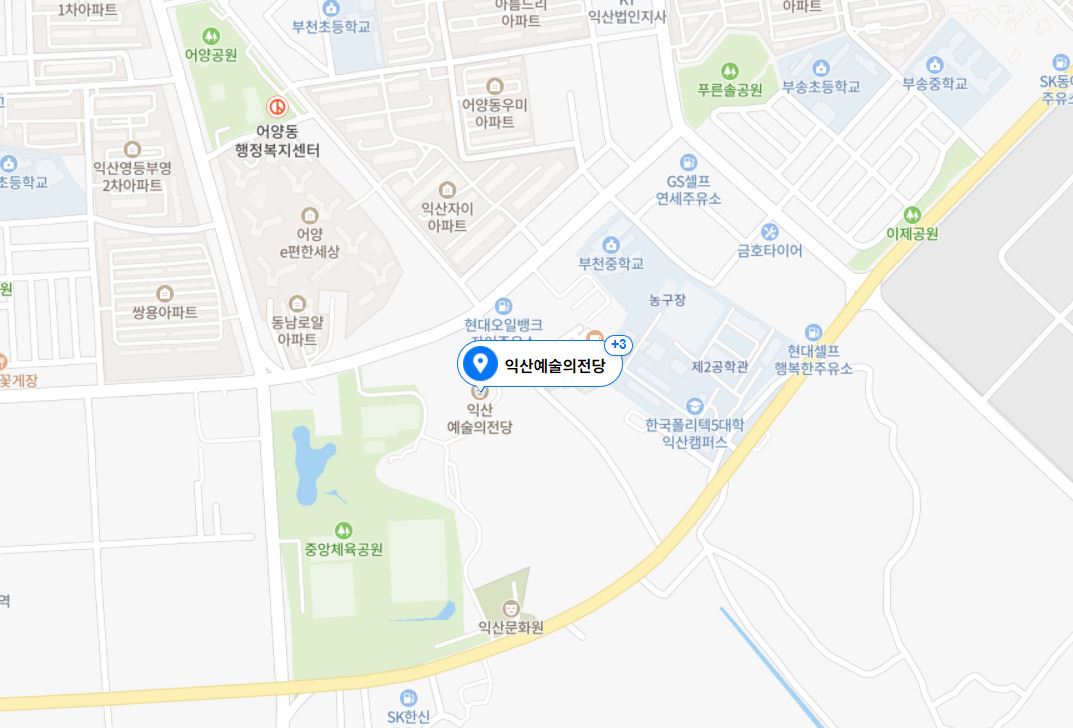 1차아파트
부천초등학교
아름드리
아파트
KT
익산법인지사
아파트
어양공원
푸른솔공원
부송초등학교
부송중학교
SK동이
주유소
어양동
행정복지센터
어양동우미
아파트
초등학교
익산영등부영
2차아파트
GS셀프
연세주유소
익산자이
아파트
어양
e편한세상
이제공원
금호타이어
부천중학교
원
쌍용아파트
동남로얄
아파트
농구장
현대오일뱅크
+3
익산예술의전당
현대셀프
행복한주유소
제2공학관
꽃게장
익산
예술의전당
한국폴리텍5대학
익산캠퍼스
중앙체육공원
역
익산문화원
SK한신